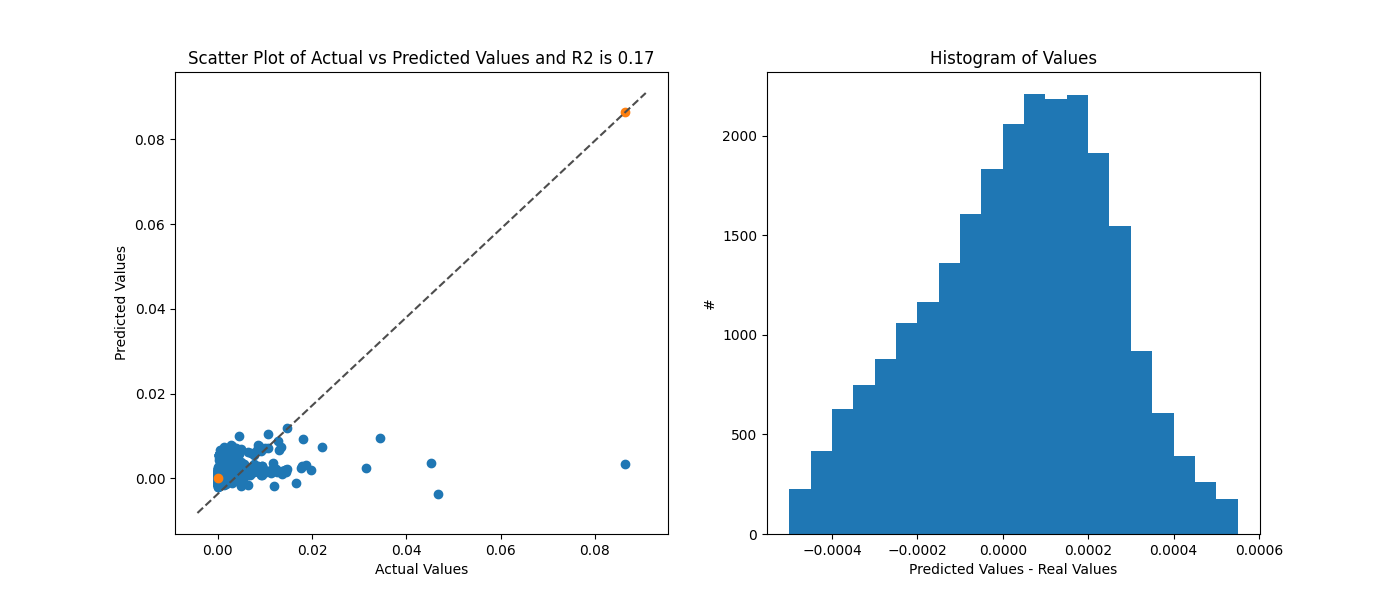 Scatter Plot of Actual vs Predicted Values and R2 is 0.17
Predicted Values
0.08
0.06
0.04
0.02
0.00
0.00 0.02 0.04 0.06 0.08
Actual Values
Histogram of Values
#
2000
1500
1000
500
0
−0.0004 −0.0002 0.0000 0.0002 0.0004 0.0006
Predicted Values - Real Values